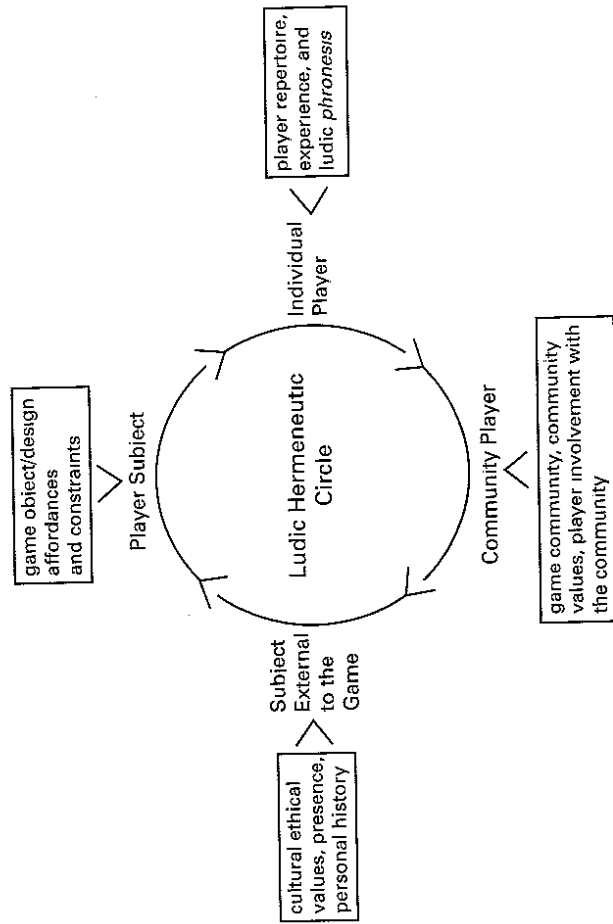 game obiect/design
affordances
and constraints
Player Subject
player repertoire,
experience, and
ludic phronesis
Individual
Player
Ludic Hermeneutic
Circle
Subject
External
to the
Game
cultural ethical
values, presence,
personal history
Community Player
game community, community
values, player involvement with
the community